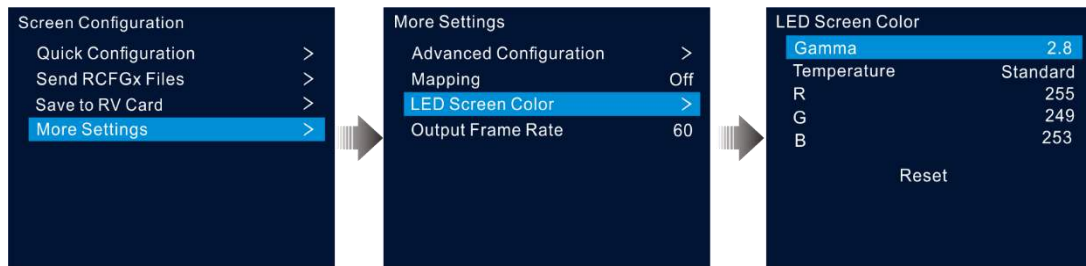 Screen Configuration
Quick Configuration >
Send RCFGx Files >
Save to RV Card >
More Settings >
More Settings
Advanced Configuration >
Mapping Off
LED Screen Color >
Output Frame Rate 60
LED Screen Color
Gamma 2.8
Temperature Standard
R 255
G 249
B 253
Reset